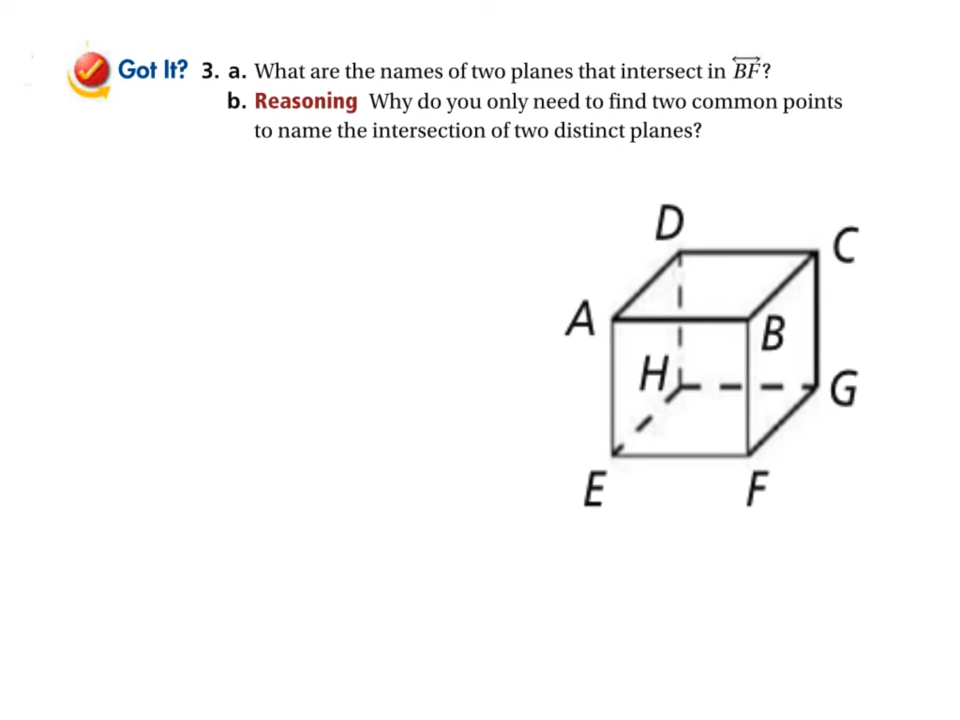 Got It? 3. a. What are the names of two planes that intersect in BF?
b. Reasoning Why do you only need to find two common points
to name the intersection of two distinct planes?
D
C
A
B
H
G
E
F